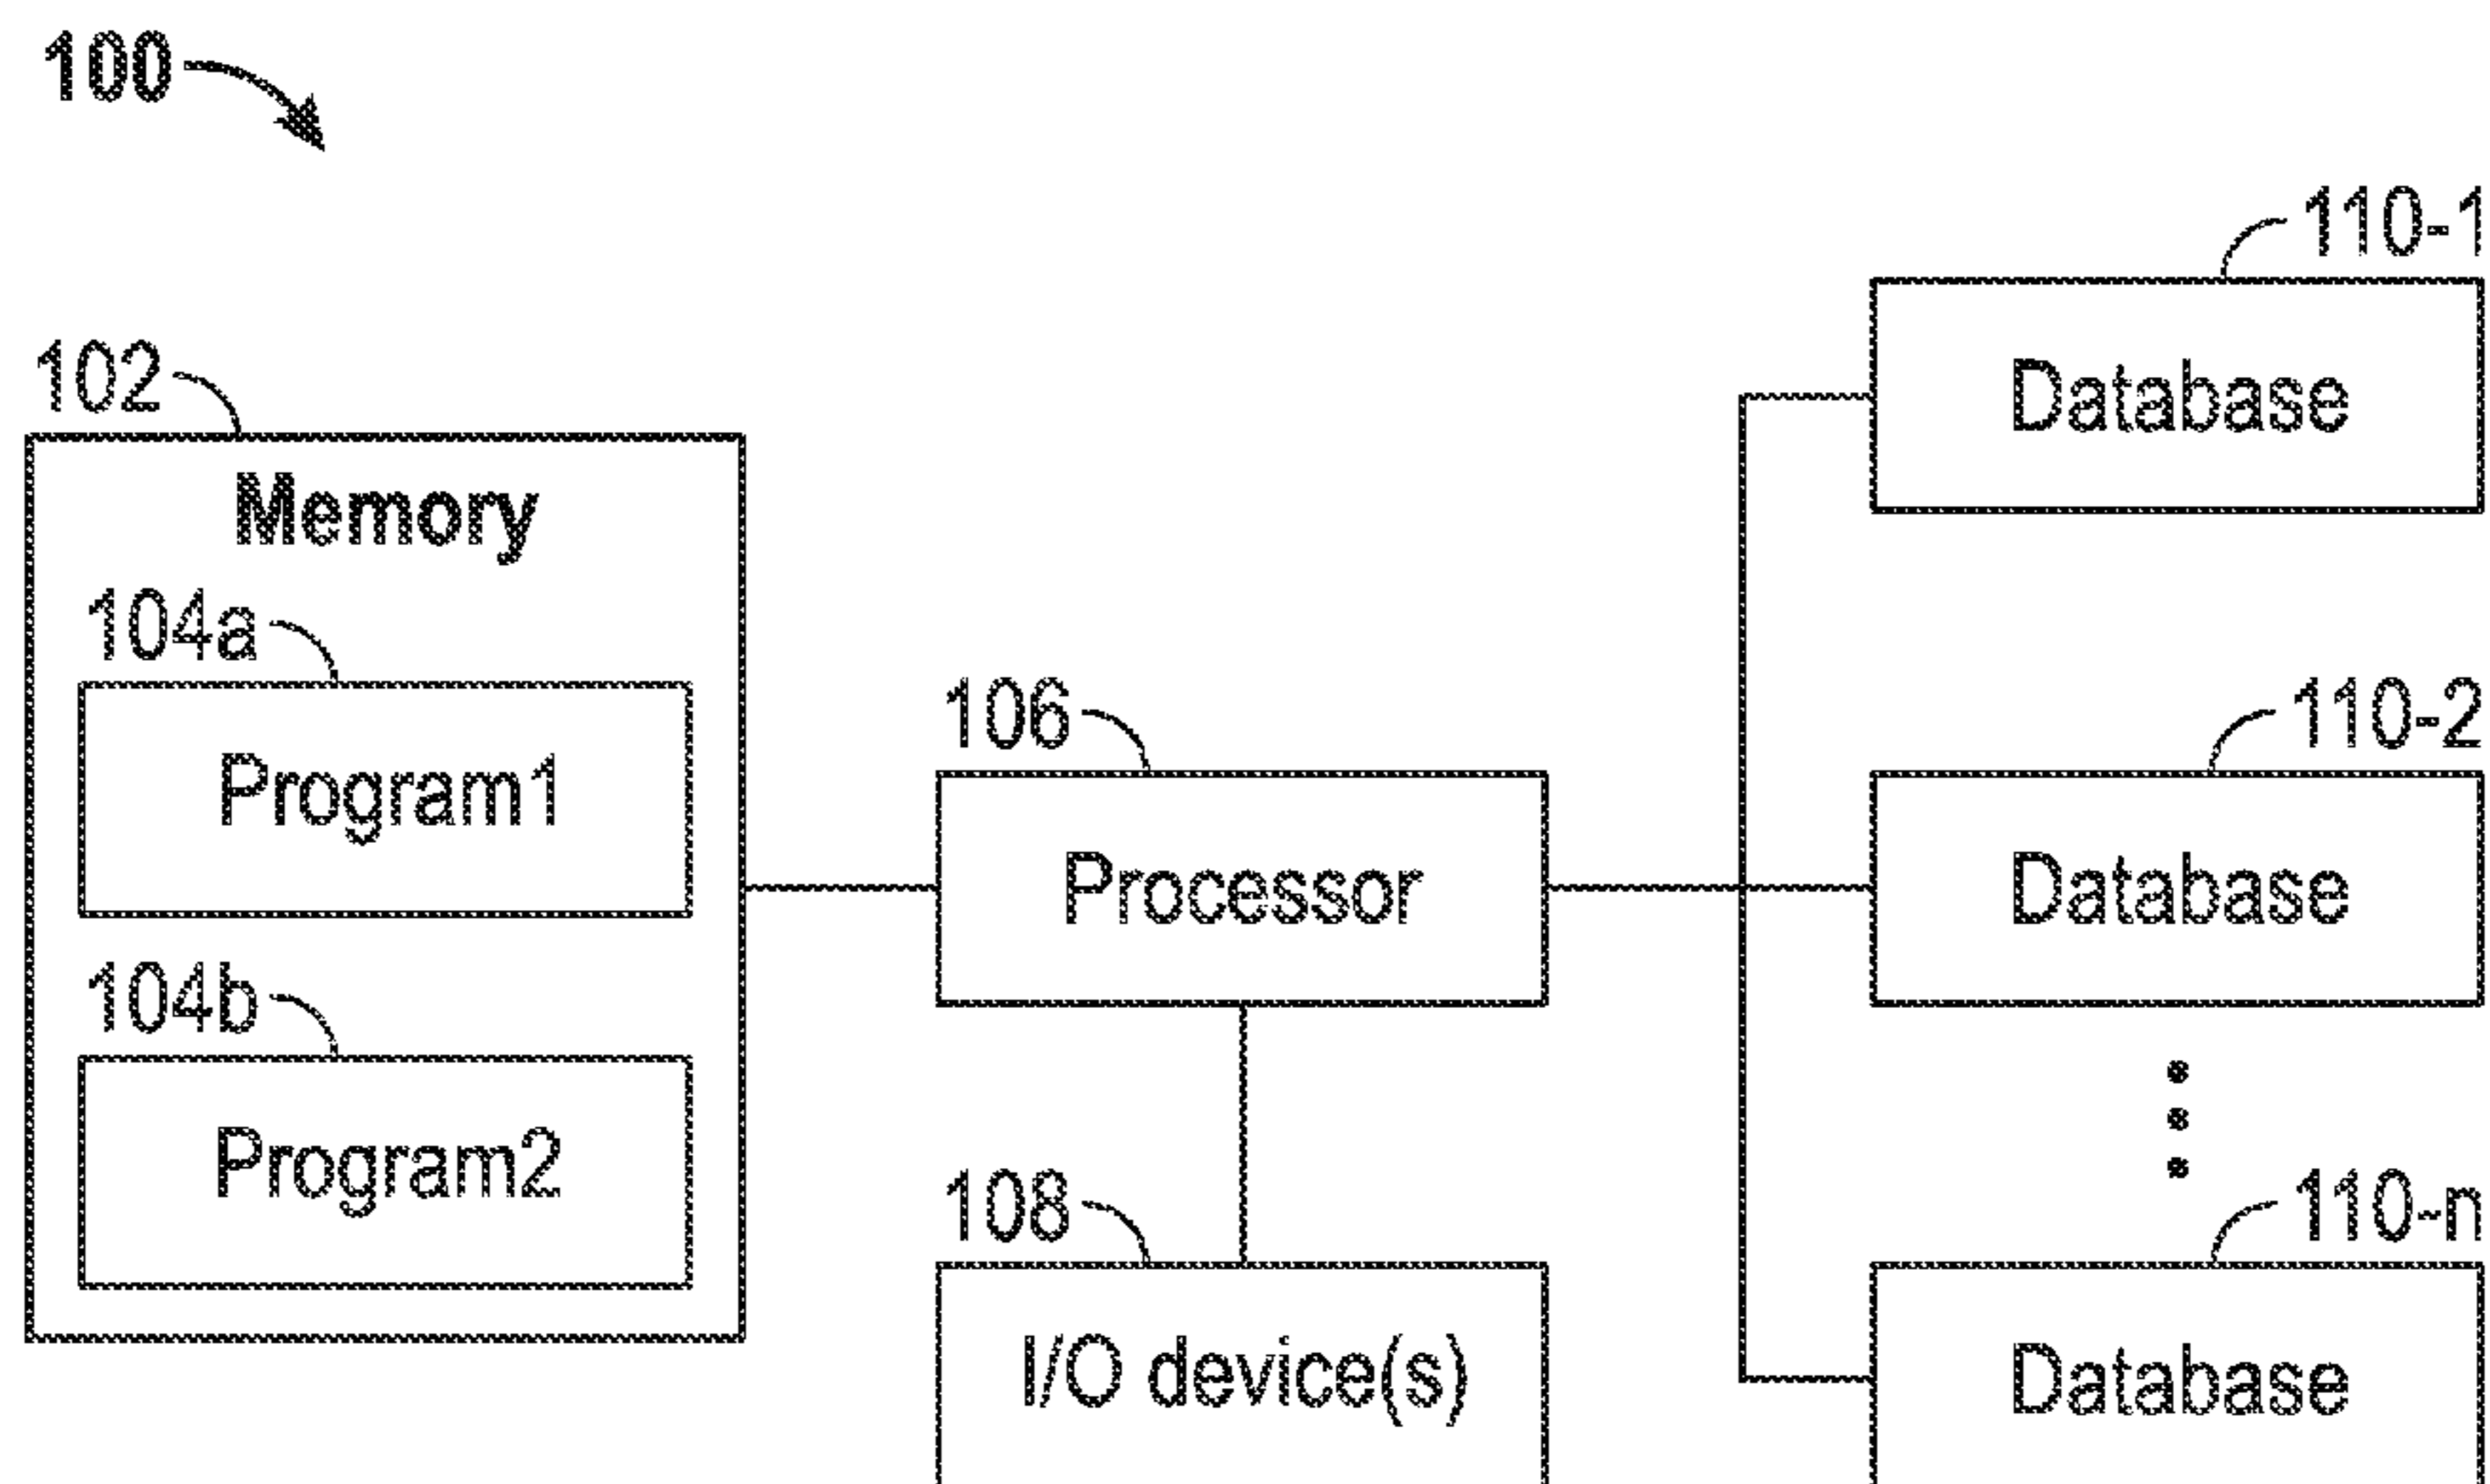 100
110-1
Database
102
Memory
104a
Program1
106
110-2
Processor
Database
104b
Program2
108
110-n
I/O device(s)
Database